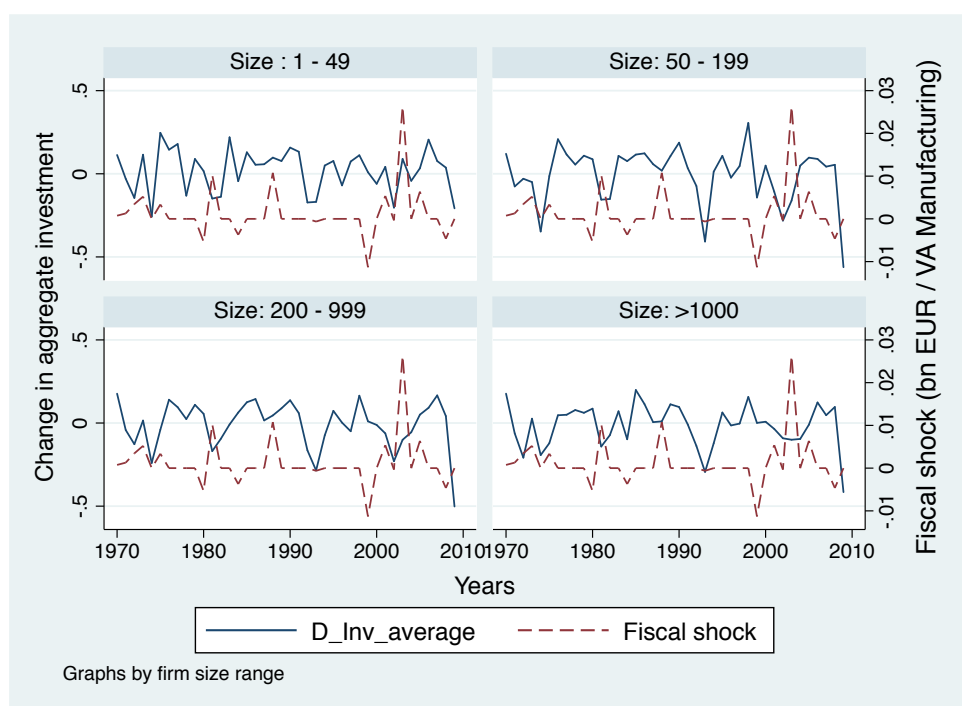 Size : 1 - 49
Size: 50 - 199
.5
0
-.5
.03
.02
.01
0
-.01
Size: 200 - 999
Size: >1000
.5
0
-.5
.03
.02
.01
0
-.01
Change in aggregate investment
Fiscal shock (bn EUR / VA Manufacturing)
1970 1980 1990 2000 2010 1970 1980 1990 2000 2010
Years
D_Inv_average Fiscal shock
Graphs by firm size range